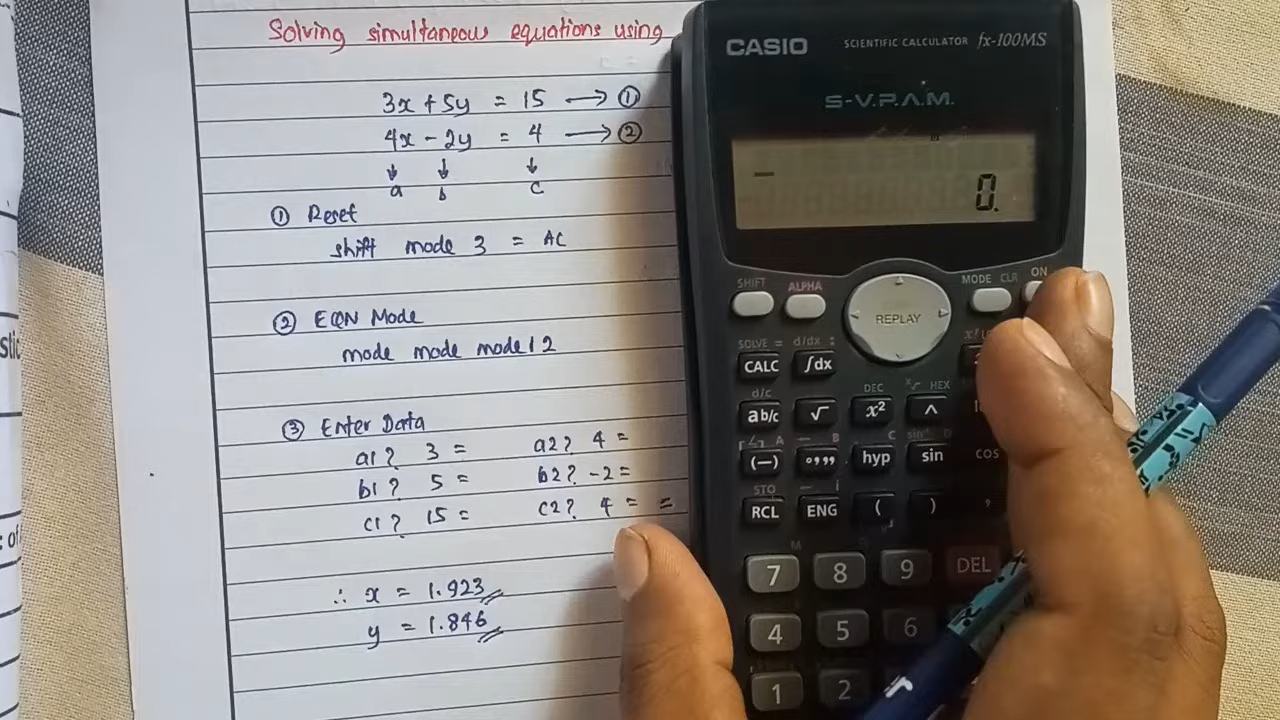 Solving simultaneous equations using
3x + 5y = 15 → ①
4x - 2y = 4 → ②
a b c
① Reset
shift mode 3 = AC
② EQN Mode
mode mode mode 1 2
③ Enter Data
a1? 3 = a2? 4 =
b1? 5 = b2? -2 =
c1? 15 = c2? 4 = =
∴ x = 1.923
y = 1.846
CASIO SCIENTIFIC CALCULATOR fx-100MS
S-V.P.A.M.
0.
SHIFT ALPHA MODE CLR ON
REPLAY
SOLVE = d/dx :
CALC ∫dx
d/c DEC HEX
ab/c √ x² ^
A B C sin⁻¹ D
(−) °,,, hyp sin cos
STO i
RCL ENG ( ) ,
M
7 8 9 DEL
4 5 6
1 2